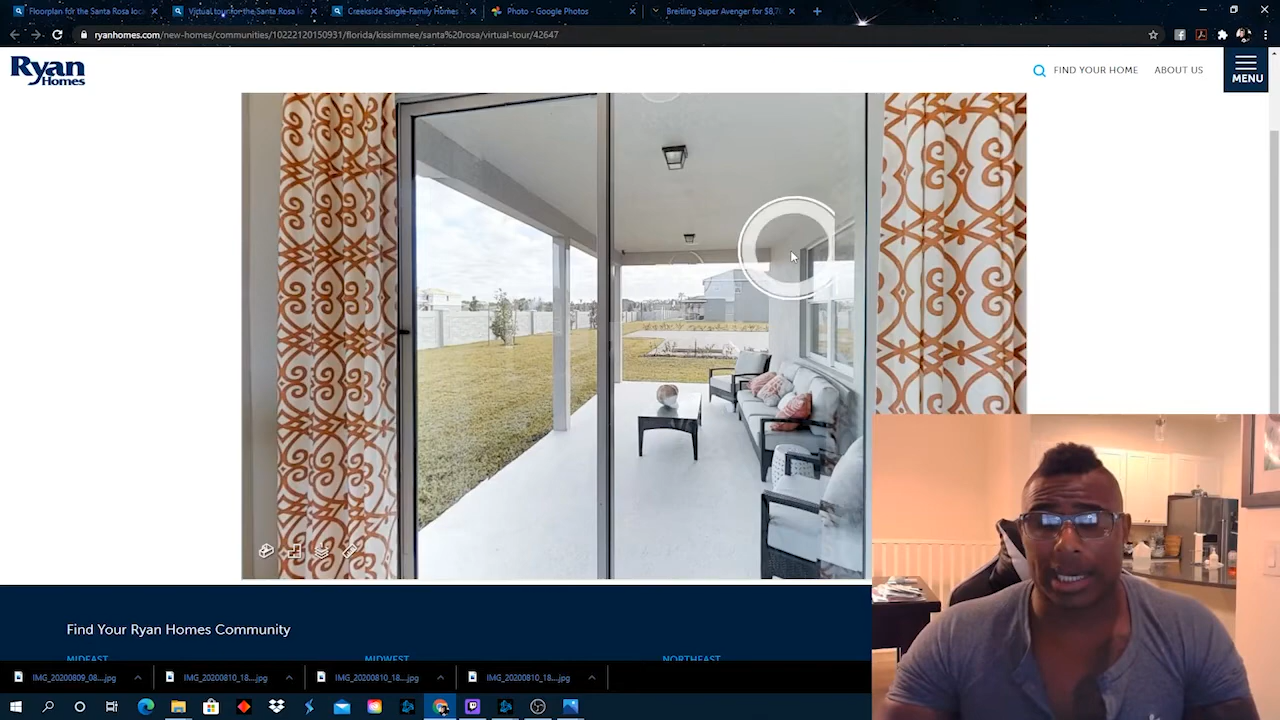 Floorplan for the Santa Rosa loc
Virtual tour for the Santa Rosa l
Creekside Single-Family Homes
Photo - Google Photos
Breitling Super Avenger for $8,70
ryanhomes.com/new-homes/communities/10222120150931/florida/kissimmee/santa%20rosa/virtual-tour/42647
Ryan
Homes
FIND YOUR HOME
ABOUT US
MENU
Find Your Ryan Homes Community
MIDEAST
MIDWEST
NORTHEAST
IMG_20200809_08....jpg
IMG_20200810_18....jpg
IMG_20200810_18....jpg
IMG_20200810_18....jpg